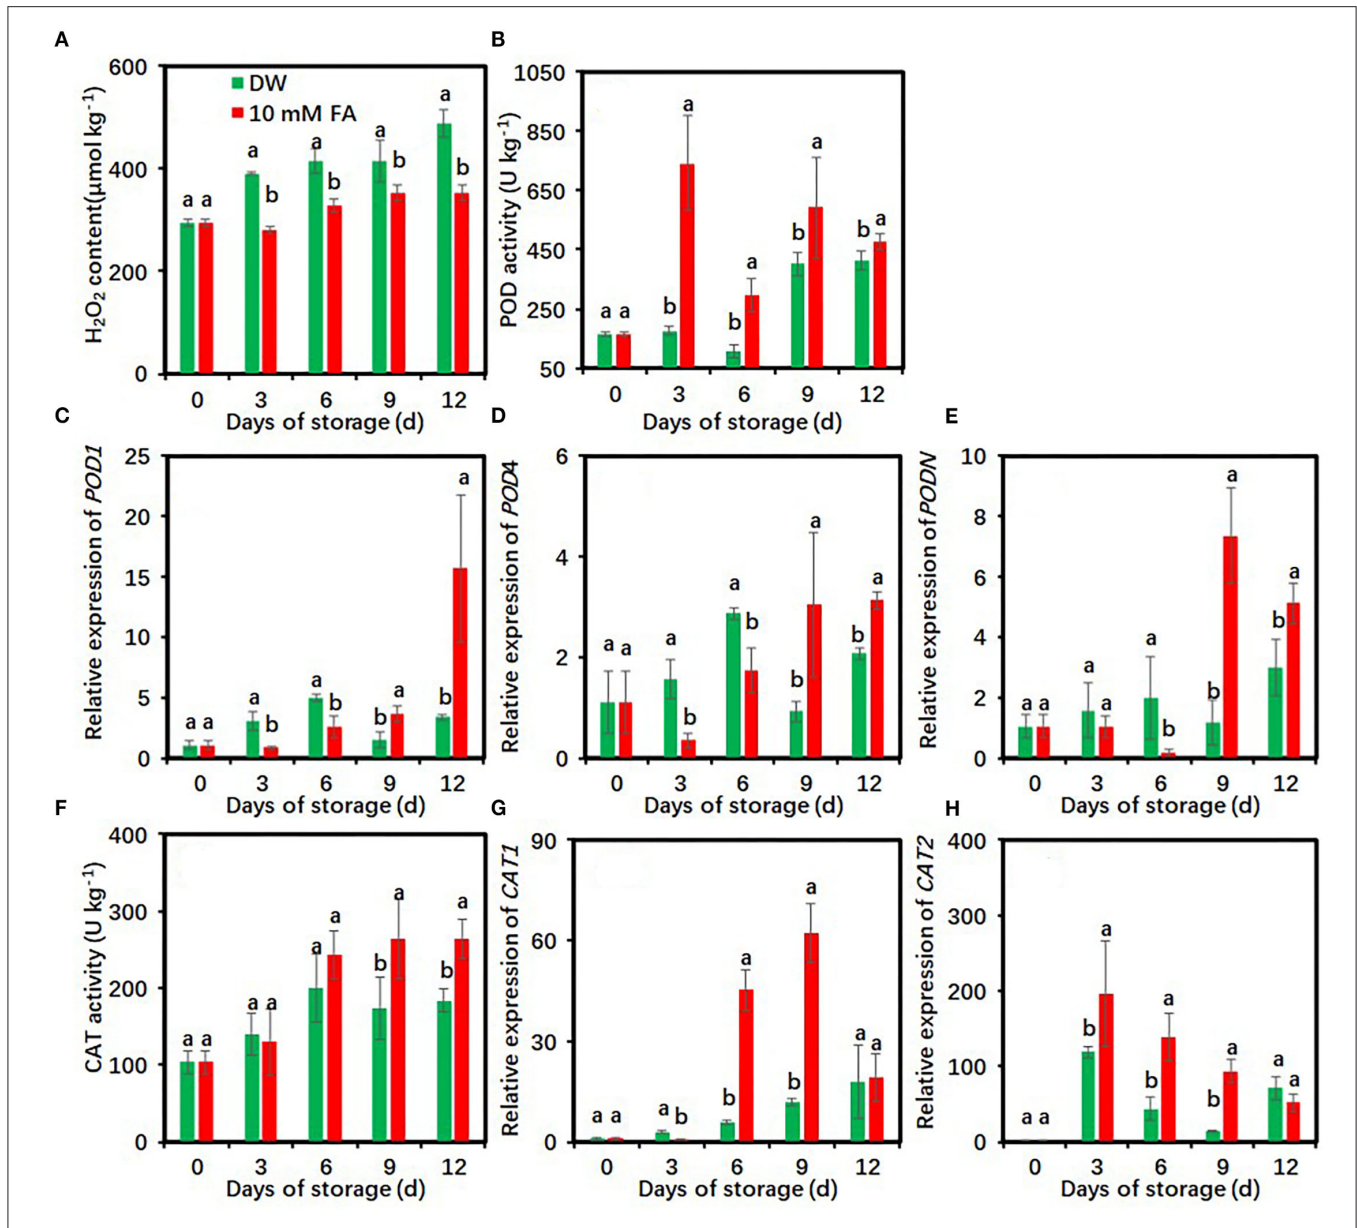 A
H₂O₂ content(μmol kg⁻¹)
600
400
200
0
DW
10 mM FA
a a
a b
a b
a b
a b
0 3 6 9 12
Days of storage (d)
B
POD activity (U kg⁻¹)
1050
850
650
450
250
50
a a
b a
b a
b a
b a
0 3 6 9 12
Days of storage (d)
C
Relative expression of POD1
25
20
15
10
5
0
a a
a b
a b
b a
b a
0 3 6 9 12
Days of storage (d)
D
Relative expression of POD4
6
4
2
0
a a
a b
a b
b a
b a
0 3 6 9 12
Days of storage (d)
E
Relative expression of PODN
10
8
6
4
2
0
a a
a a
a b
b a
b a
0 3 6 9 12
Days of storage (d)
F
CAT activity (U kg⁻¹)
400
300
200
100
0
a a
a a
a a
b a
b a
0 3 6 9 12
Days of storage (d)
G
Relative expression of CAT1
90
60
30
0
a a
a b
b a
b a
a a
0 3 6 9 12
Days of storage (d)
H
Relative expression of CAT2
400
300
200
100
0
a a
b a
b a
b a
a a
0 3 6 9 12
Days of storage (d)